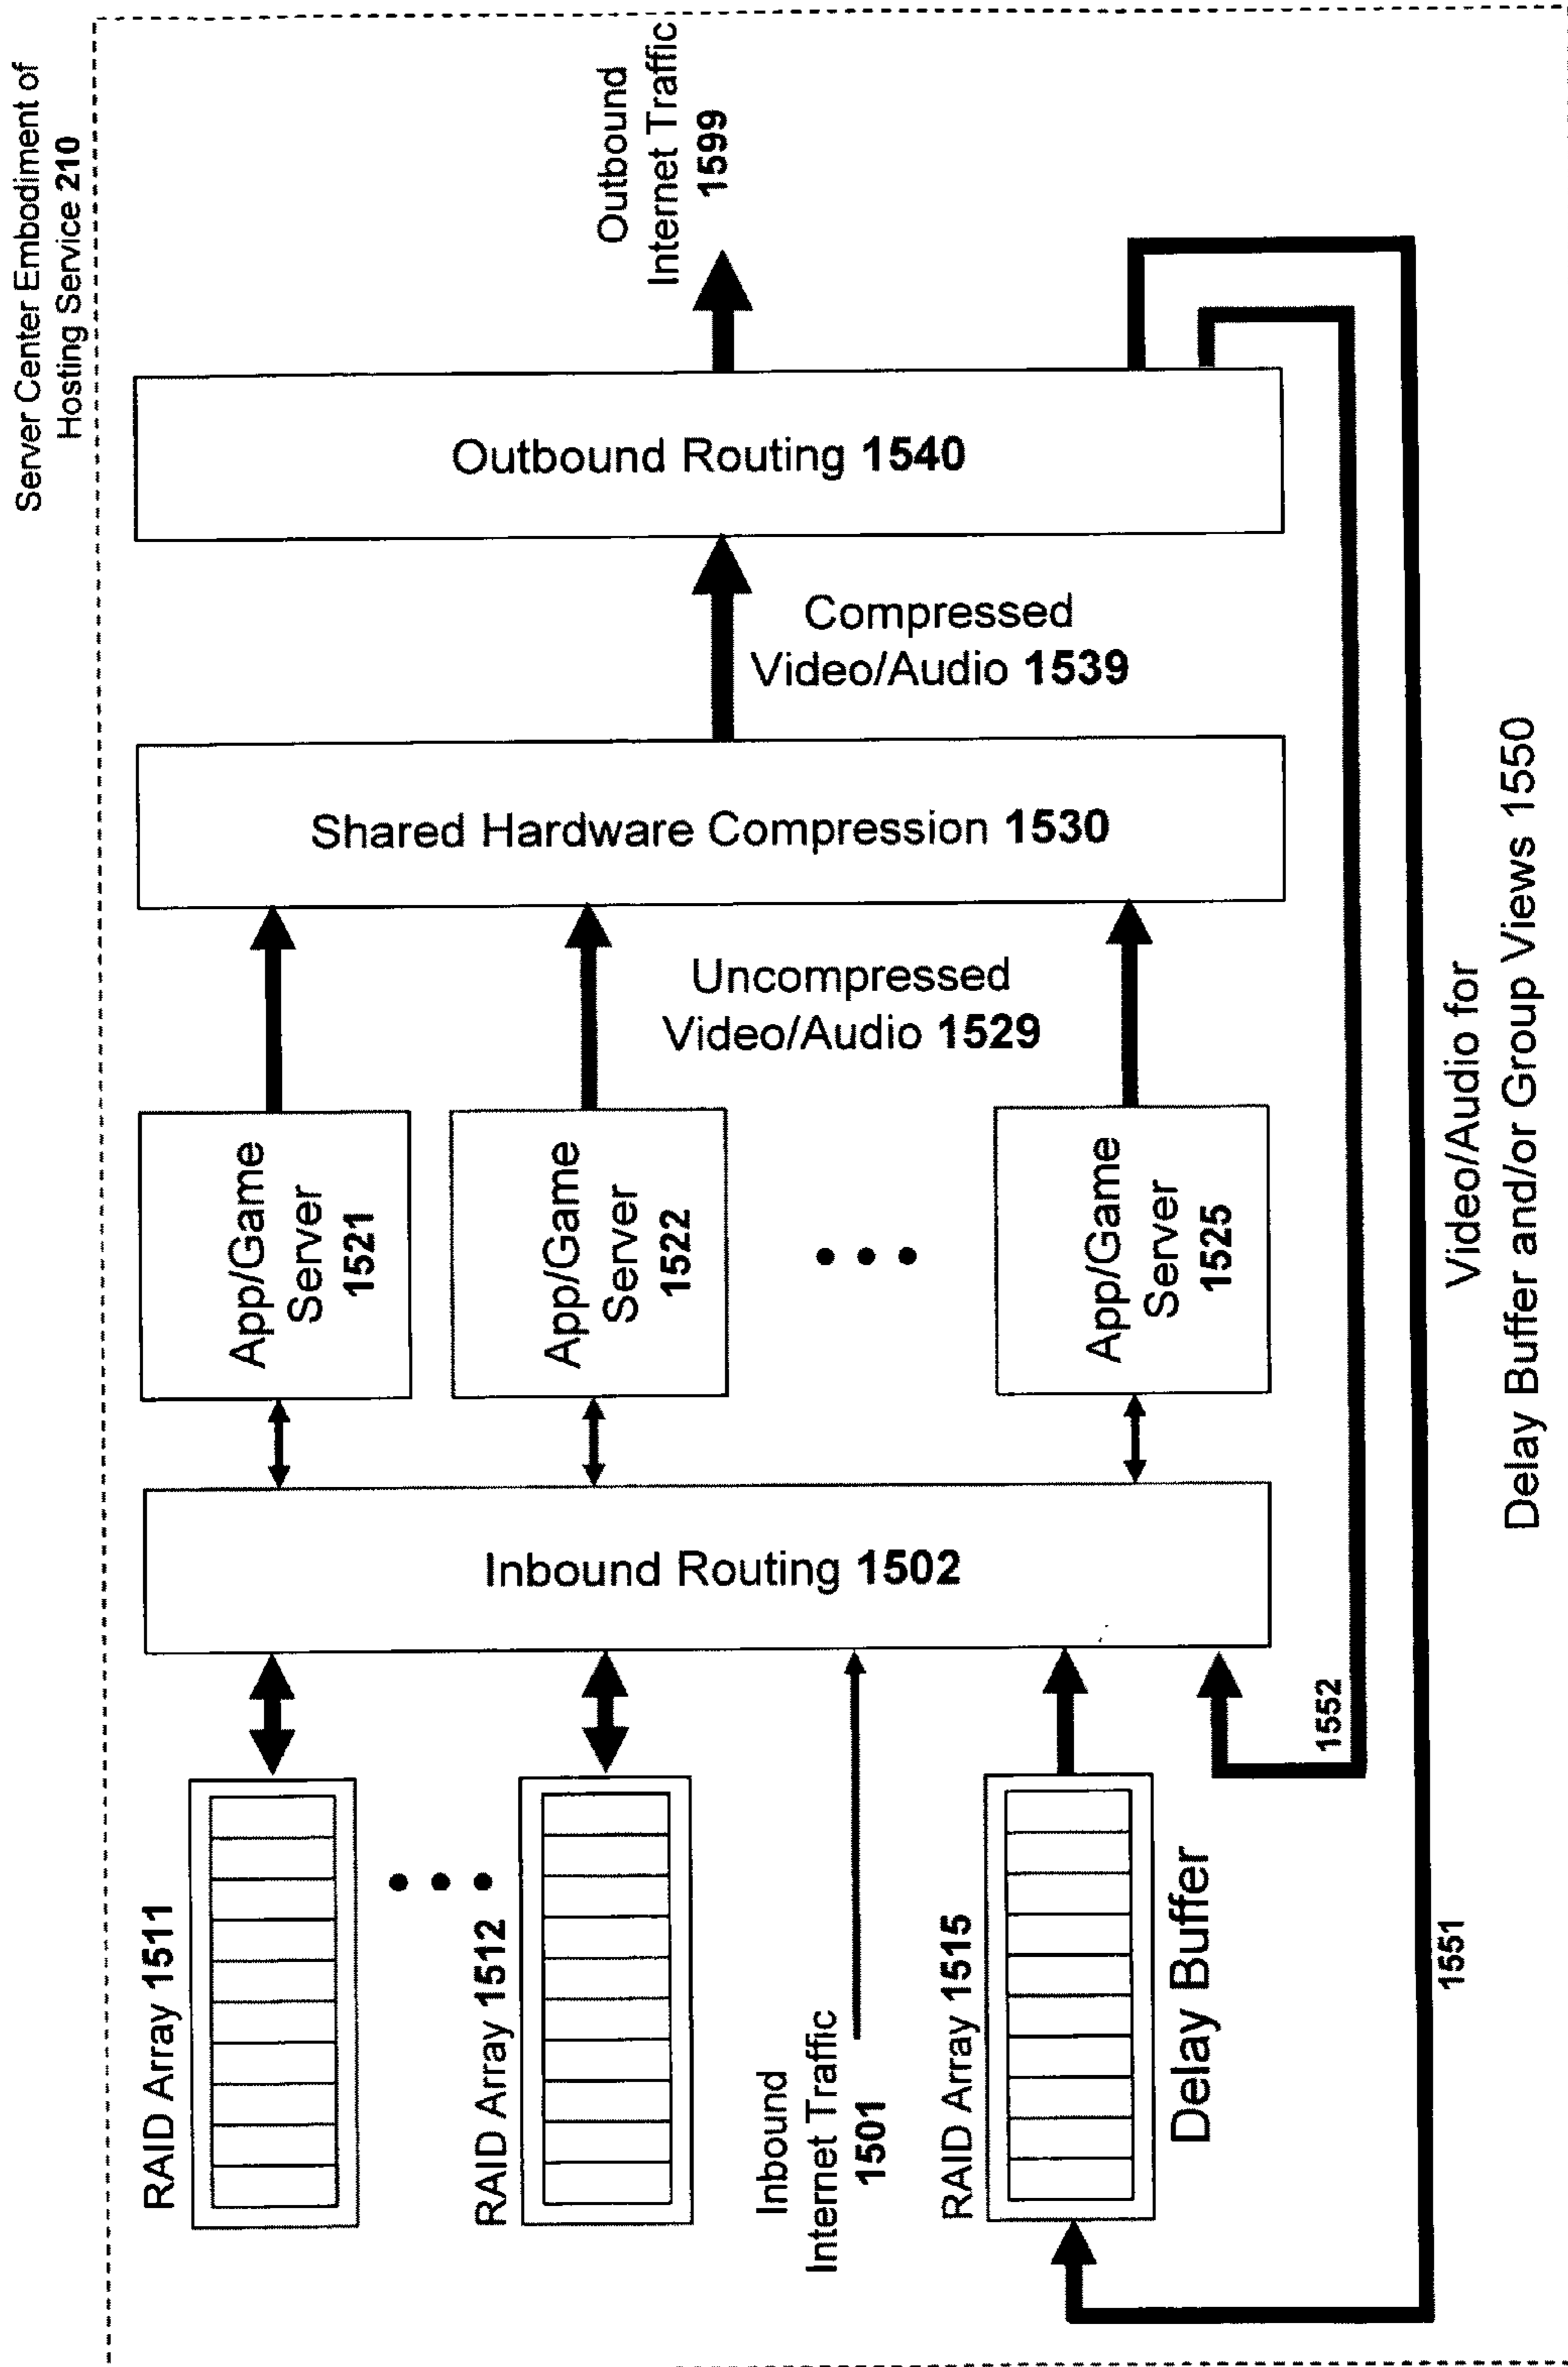 Server Center Embodiment of
Hosting Service 210
RAID Array 1511
RAID Array 1512
Inbound
Internet Traffic
1501
RAID Array 1515
Delay Buffer
Inbound Routing 1502
App/Game
Server
1521
App/Game
Server
1522
App/Game
Server
1525
Uncompressed
Video/Audio 1529
Shared Hardware Compression 1530
Compressed
Video/Audio 1539
Outbound Routing 1540
Outbound
Internet Traffic
1599
1552
1551
Video/Audio for
Delay Buffer and/or Group Views 1550